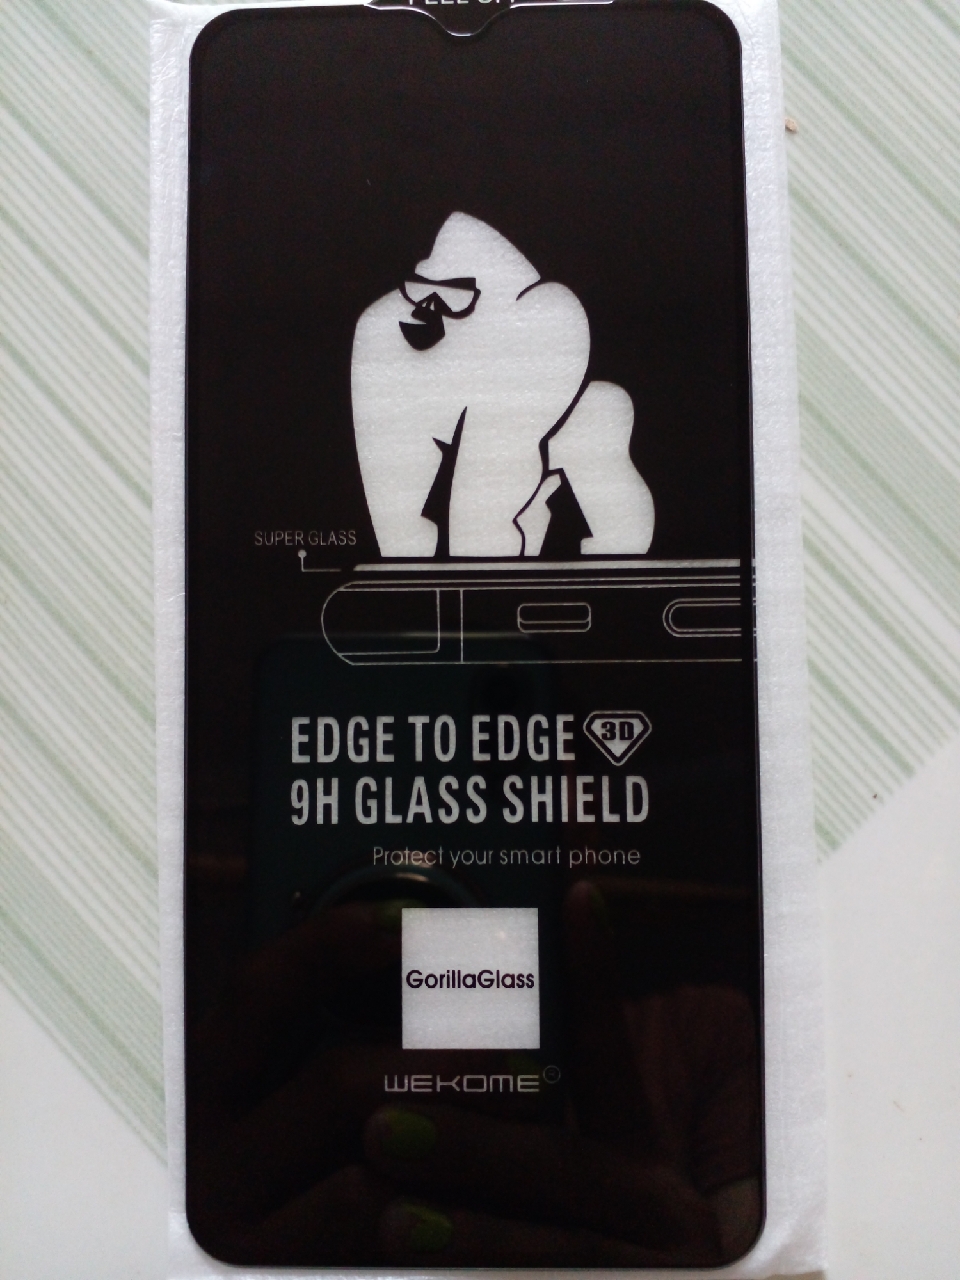 SUPER GLASS
EDGE TO EDGE 3D
9H GLASS SHIELD
Protect your smart phone
GorillaGlass
WEKOME®